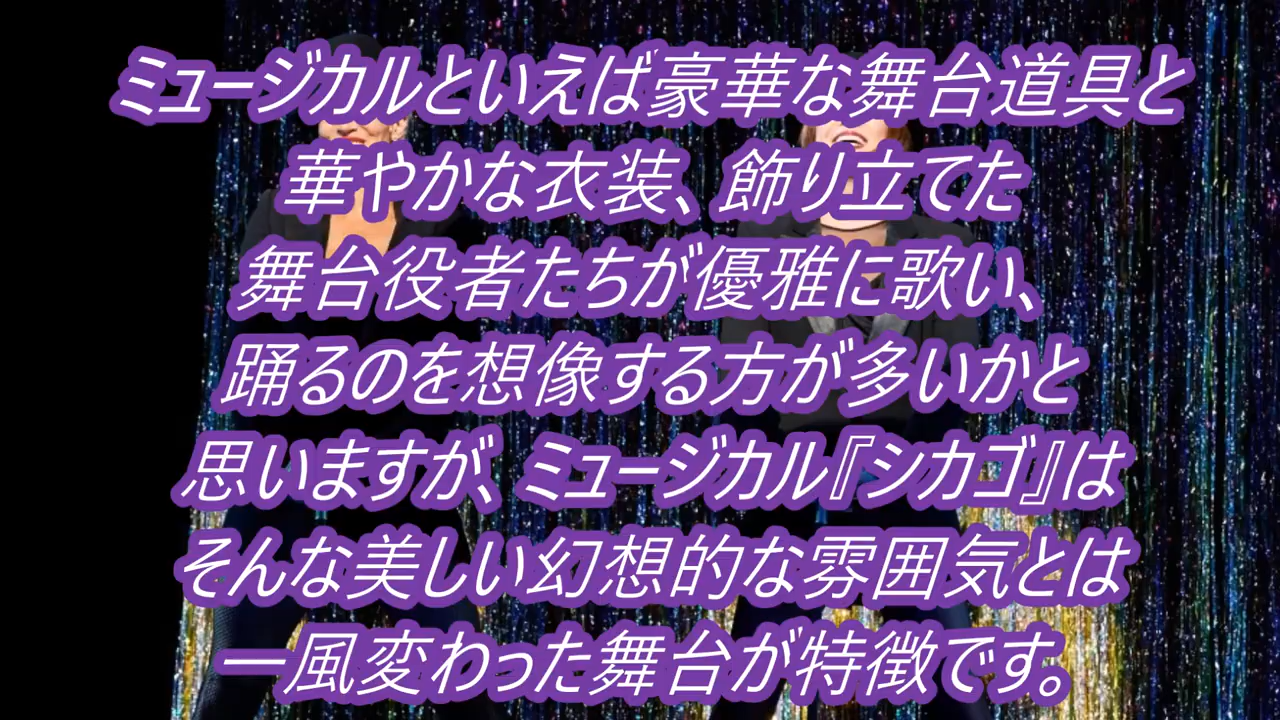 ミュージカルといえば豪華な舞台道具と
華やかな衣装、飾り立てた
舞台役者たちが優雅に歌い、
踊るのを想像する方が多いかと
思いますが、ミュージカル『シカゴ』は
そんな美しい幻想的な雰囲気とは
一風変わった舞台が特徴です。